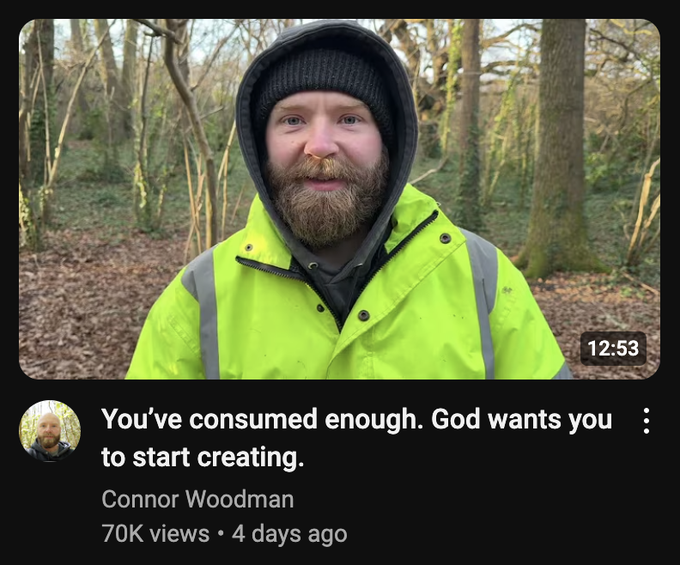 12:53
You’ve consumed enough. God wants you
to start creating.
Connor Woodman
70K views • 4 days ago